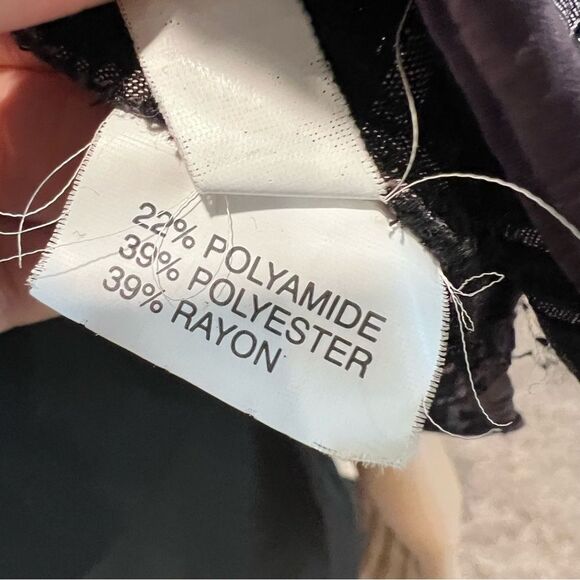 22% POLYAMIDE
39% POLYESTER
39% RAYON